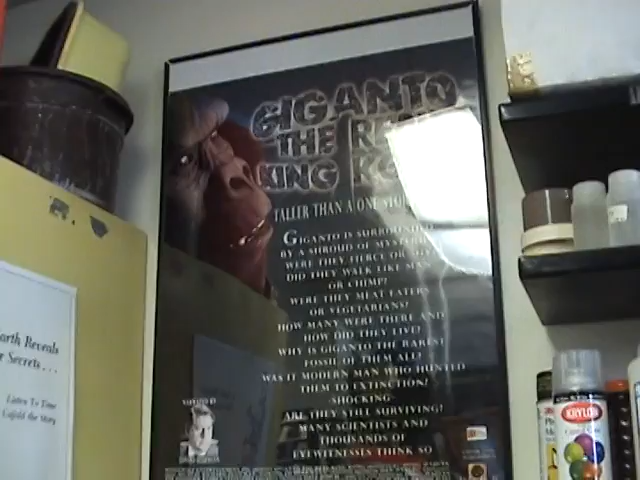 GIGANTO
THE
KING
TALLER THAN A ONE
GIGANTO IS SURROUNDED
BY A SHROUD OF MYSTERY
WERE THEY FIERCE OR
DID THEY WALK LIKE MAN
OR CHIMP?
WERE THEY MEAT EATERS
OR VEGETARIANS?
HOW MANY WERE THERE AND
HOW DID THEY LIVE?
WHY IS GIGANTO THE RAREST
FOSSIL OF THEM ALL?
WAS IT MODERN MAN WHO HUNTED
THEM TO EXTINCTION?
SHOCKING
ARE THEY STILL SURVIVING?
MANY SCIENTISTS AND
THOUSANDS OF
EYEWITNESSES THINK SO
arth Reveals
Secrets...
Listen To Time
Unfold the Story
KRYLON